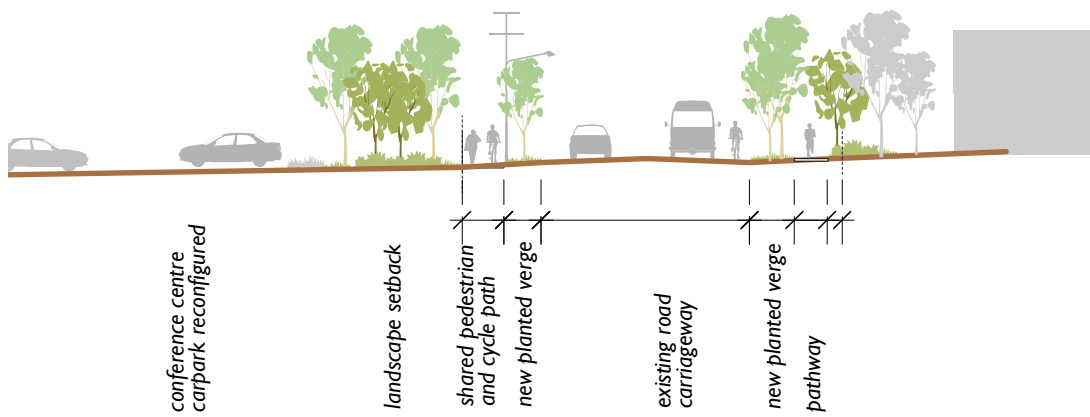 conference centre
carpark reconfigured
landscape setback
shared pedestrian
and cycle path
new planted verge
existing road
carriageway
new planted verge
pathway